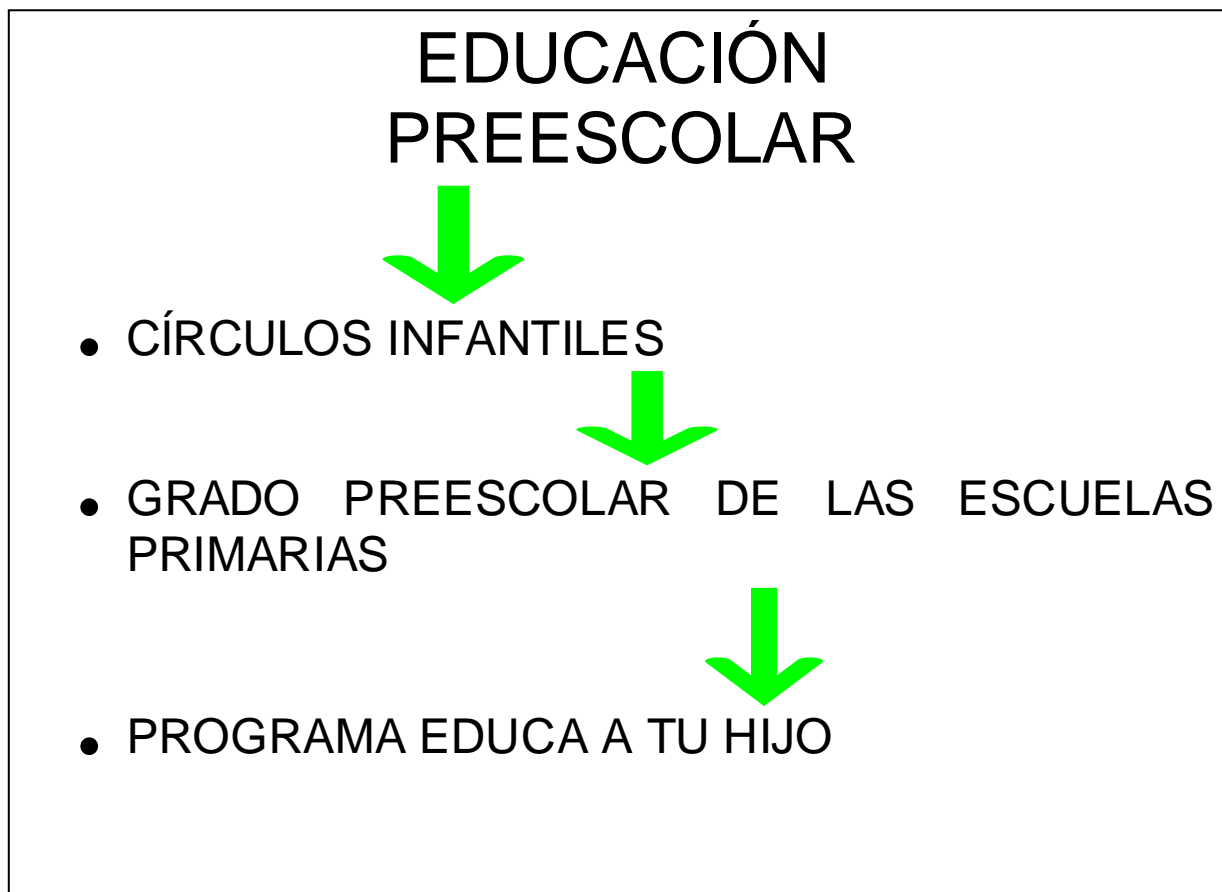 EDUCACIÓN
PREESCOLAR
• CÍRCULOS INFANTILES
• GRADO PREESCOLAR DE LAS ESCUELAS
PRIMARIAS
• PROGRAMA EDUCA A TU HIJO